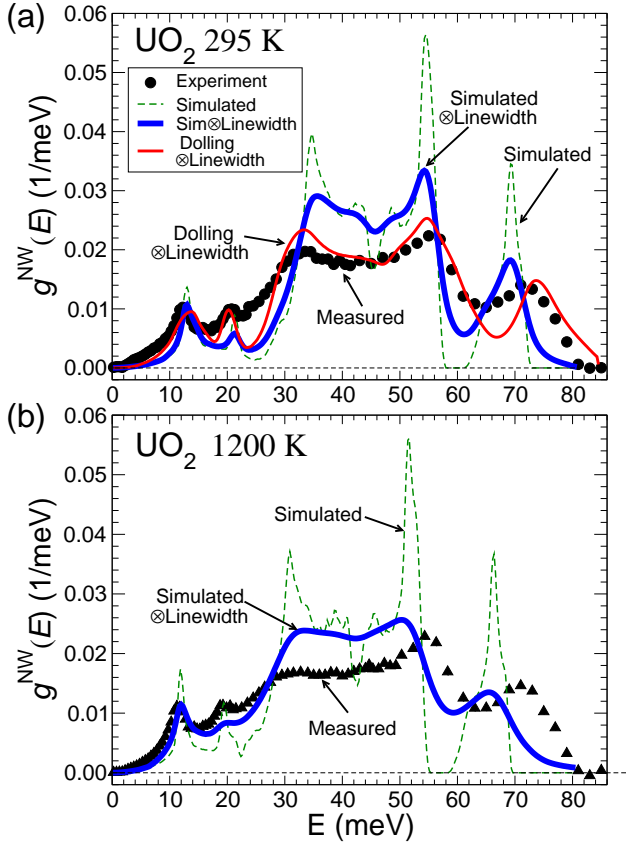 (a)
UO₂ 295 K
Experiment
Simulated
Sim⊗Linewidth
Dolling
⊗Linewidth
Simulated
⊗Linewidth
Simulated
Dolling
⊗Linewidth
Measured
g^NW(E) (1/meV)
0.06
0.05
0.04
0.03
0.02
0.01
0.00
0 10 20 30 40 50 60 70 80
(b)
UO₂ 1200 K
Simulated
Simulated
⊗Linewidth
Measured
g^NW(E) (1/meV)
0.06
0.05
0.04
0.03
0.02
0.01
0.00
0 10 20 30 40 50 60 70 80
E (meV)